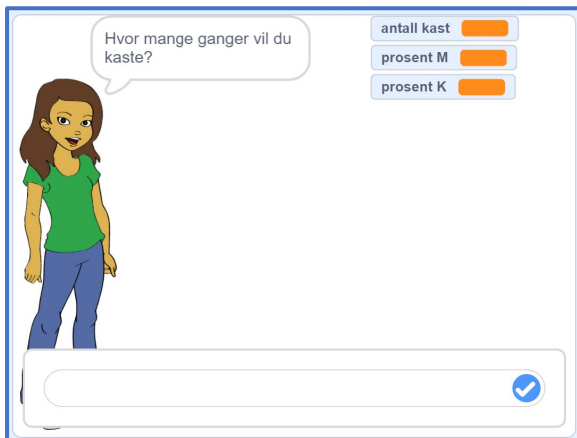 Hvor mange ganger vil du
kaste?
antall kast
prosent M
prosent K